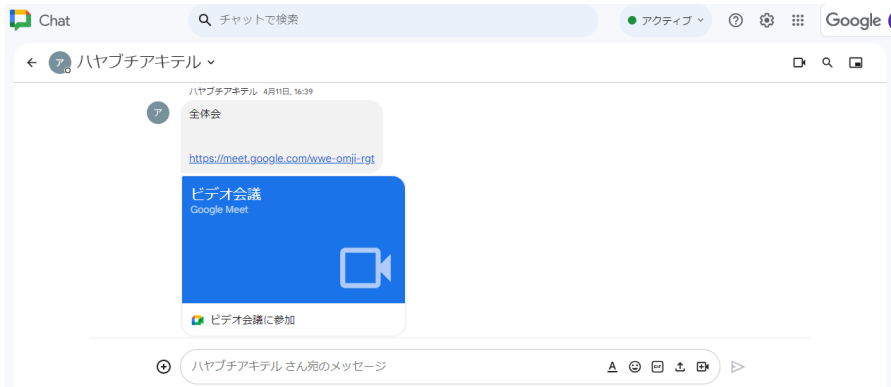 Chat
チャットで検索
アクティブ
Google
ハヤブチアキテル
ハヤブチアキテル 4月11日, 16:39
ア
ア
全体会
https://meet.google.com/wwe-omji-rgt
ビデオ会議
Google Meet
ビデオ会議に参加
ハヤブチアキテル さん宛のメッセージ
GIF